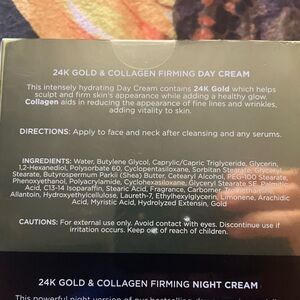 24K GOLD & COLLAGEN FIRMING DAY CREAM
This intensely hydrating Day Cream contains 24K Gold which helps
sculpt and firm skin's appearance while adding a healthy glow.
Collagen aids in reducing the appearance of fine lines and wrinkles,
adding vitality to skin.
DIRECTIONS: Apply to face and neck after cleansing and any serums.
INGREDIENTS: Water, Butylene Glycol, Caprylic/Capric Triglyceride, Glycerin,
1,2-Hexanediol, Polysorbate 60, Cyclopentasiloxane, Sorbitan Stearate, Glyceryl
Stearate, Butyrospermum Parkii (Shea) Butter, Cetearyl Alcohol, PEG-100 Stearate,
Phenoxyethanol, Polyacrylamide, Cyclohexasiloxane, Glyceryl Stearate SE, Palmitic
Acid, C13-14 Isoparaffin, Stearic Acid, Fragrance, Carbomer, Triethanolamine,
Allantoin, Hydroxyethylcellulose, Laureth-7, Ethylhexylglycerin, Limonene, Arachidic
Acid, Myristic Acid, Hydrolyzed Extensin, Gold
CAUTIONS: For external use only. Avoid contact with eyes. Discontinue use if
irritation occurs. Keep out of reach of children.
24K GOLD & COLLAGEN FIRMING NIGHT CREAM
This powerful night version of our bestselling